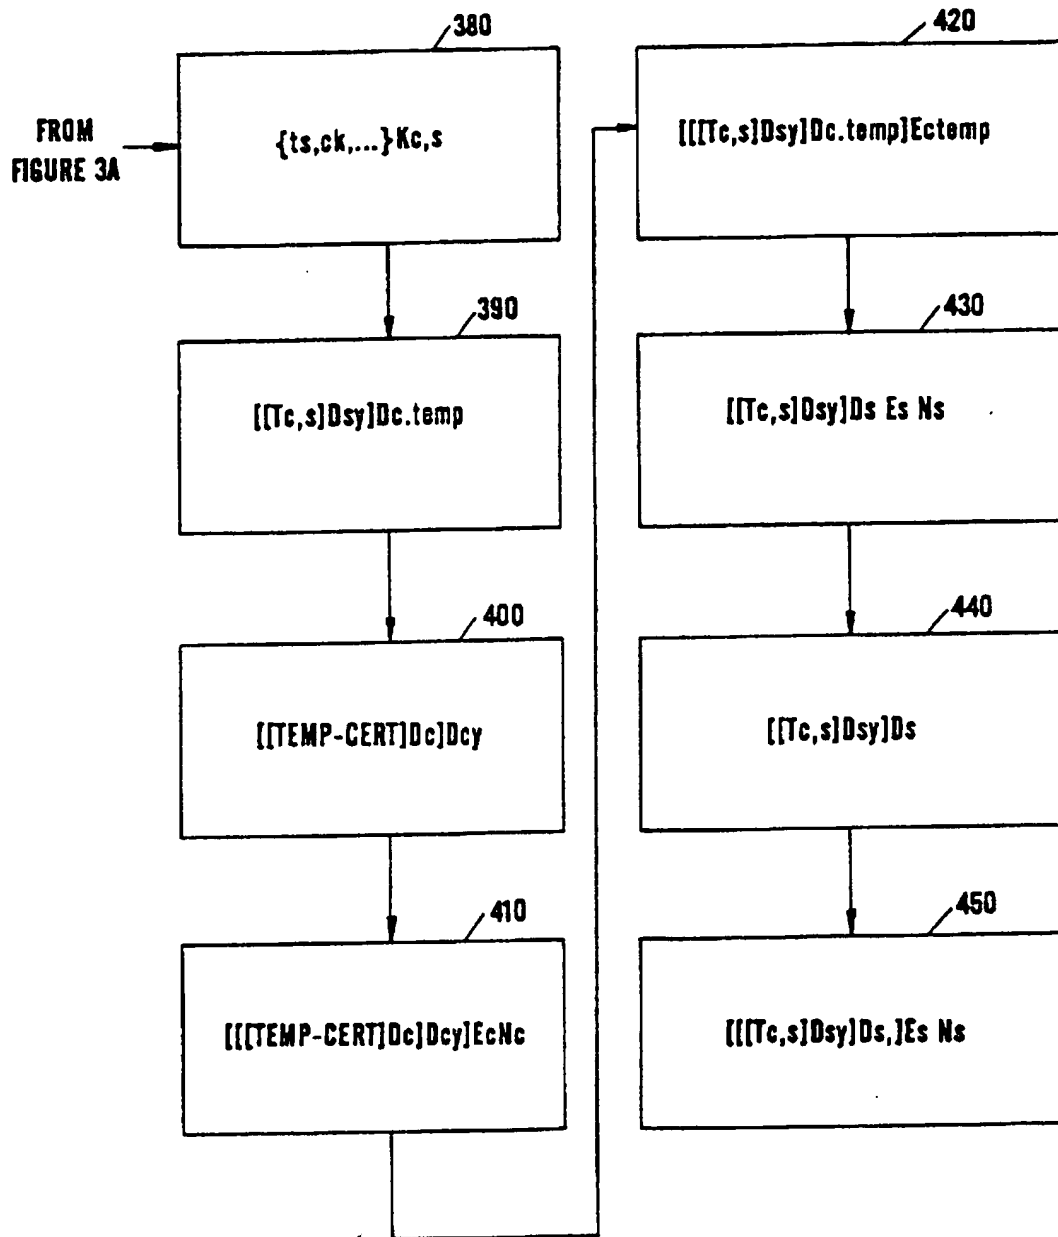 380
FROM
FIGURE 3A
{ts,ck,...}Kc,s
390
[[Tc,s]Dsy]Dc.temp
400
[[TEMP-CERT]Dc]Dcy
410
[[[TEMP-CERT]Dc]Dcy]EcNc
420
[[[Tc,s]Dsy]Dc.temp]Ectemp
430
[[Tc,s]Dsy]Ds Es Ns
440
[[Tc,s]Dsy]Ds
450
[[[Tc,s]Dsy]Ds,]Es Ns